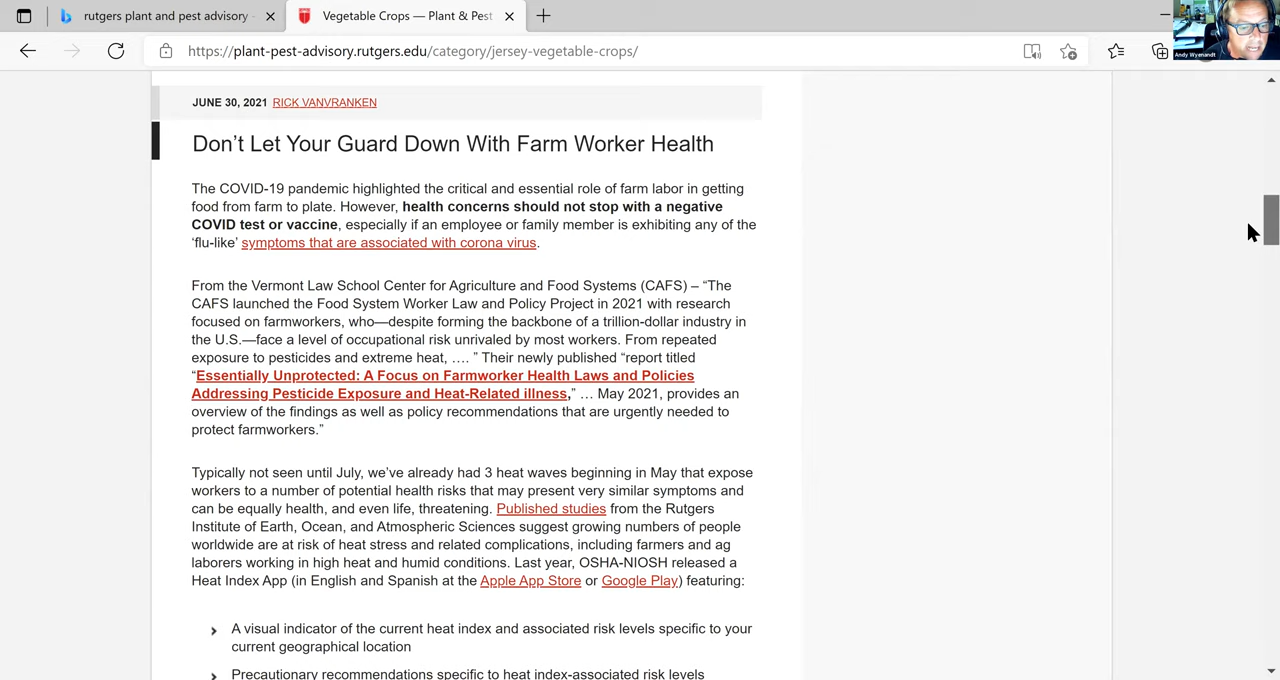 rutgers plant and pest advisory -
Vegetable Crops — Plant & Pest
https://plant-pest-advisory.rutgers.edu/category/jersey-vegetable-crops/
Andy Wyenandt
JUNE 30, 2021 RICK VANVRANKEN
Don’t Let Your Guard Down With Farm Worker Health
The COVID-19 pandemic highlighted the critical and essential role of farm labor in getting
food from farm to plate. However, health concerns should not stop with a negative
COVID test or vaccine, especially if an employee or family member is exhibiting any of the
‘flu-like’ symptoms that are associated with corona virus.
From the Vermont Law School Center for Agriculture and Food Systems (CAFS) – “The
CAFS launched the Food System Worker Law and Policy Project in 2021 with research
focused on farmworkers, who—despite forming the backbone of a trillion-dollar industry in
the U.S.—face a level of occupational risk unrivaled by most workers. From repeated
exposure to pesticides and extreme heat, …. ” Their newly published “report titled
“Essentially Unprotected: A Focus on Farmworker Health Laws and Policies
Addressing Pesticide Exposure and Heat-Related illness,” … May 2021, provides an
overview of the findings as well as policy recommendations that are urgently needed to
protect farmworkers.”
Typically not seen until July, we’ve already had 3 heat waves beginning in May that expose
workers to a number of potential health risks that may present very similar symptoms and
can be equally health, and even life, threatening. Published studies from the Rutgers
Institute of Earth, Ocean, and Atmospheric Sciences suggest growing numbers of people
worldwide are at risk of heat stress and related complications, including farmers and ag
laborers working in high heat and humid conditions. Last year, OSHA-NIOSH released a
Heat Index App (in English and Spanish at the Apple App Store or Google Play) featuring:
A visual indicator of the current heat index and associated risk levels specific to your
current geographical location
Precautionary recommendations specific to heat index-associated risk levels